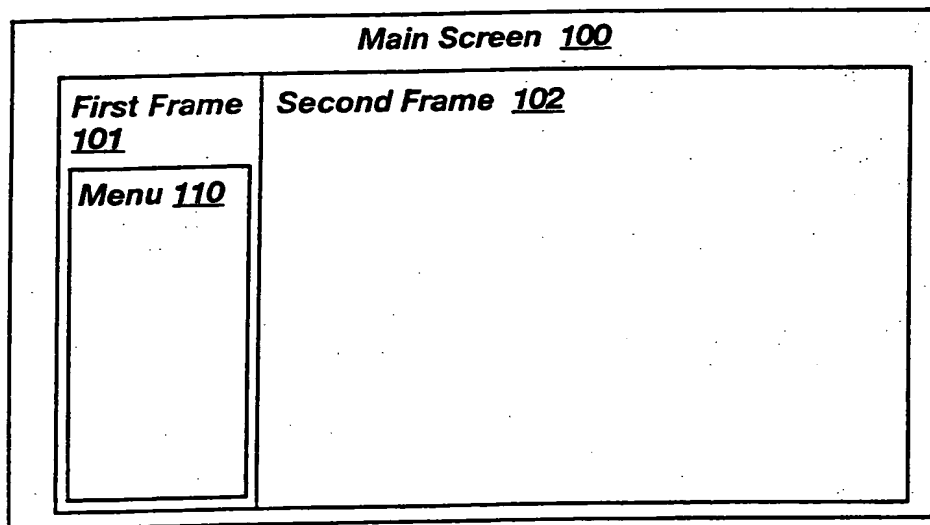 Main Screen 100
First Frame
101
Second Frame 102
Menu 110